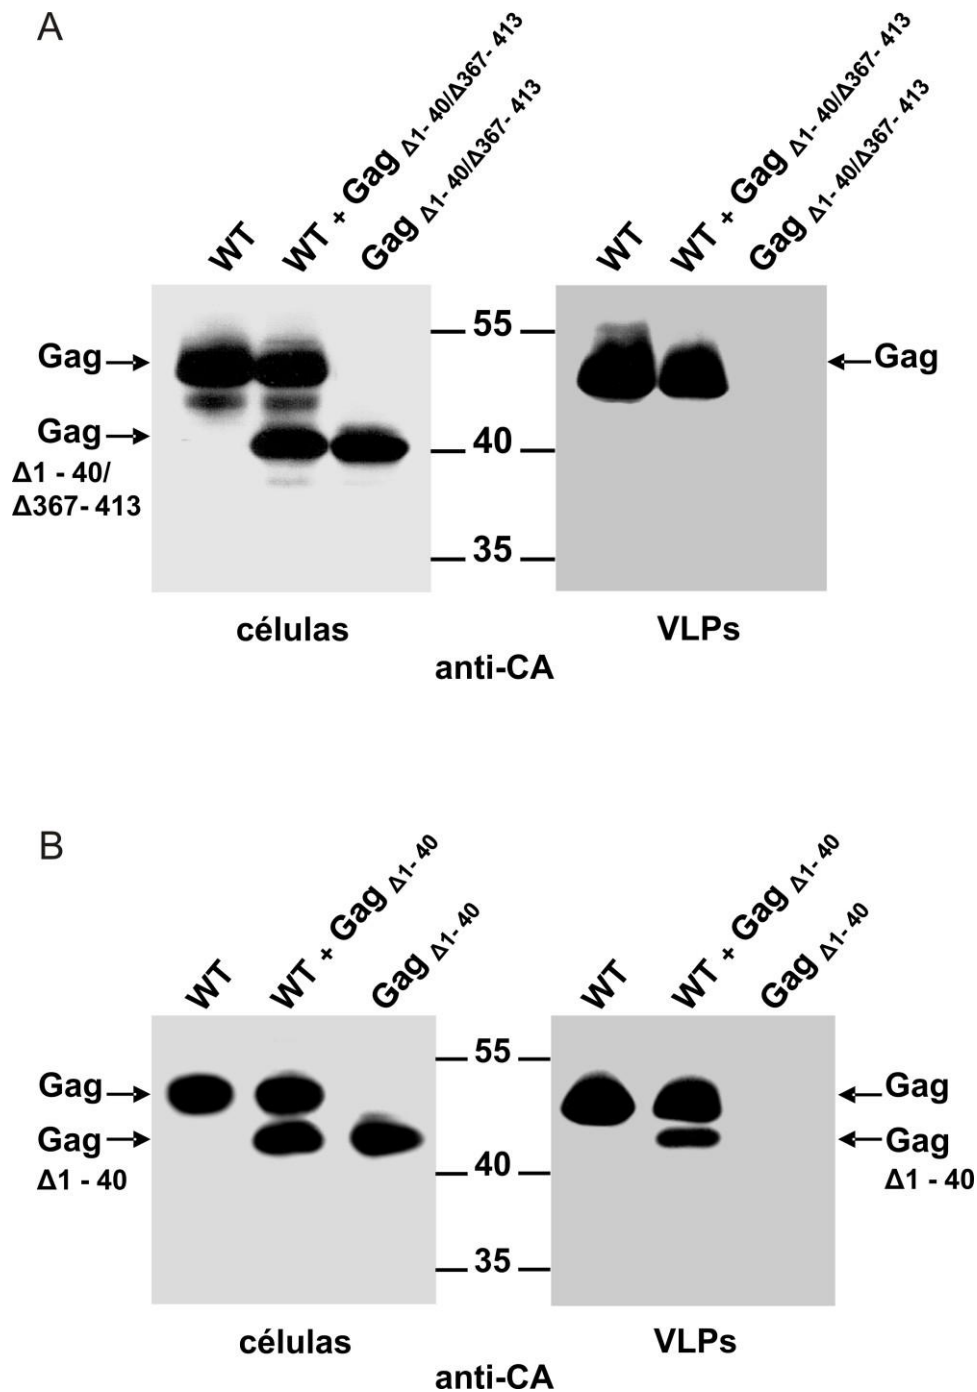 A
WT
WT + Gag Δ1- 40/Δ367- 413
Gag Δ1- 40/Δ367- 413
WT
WT + Gag Δ1- 40/Δ367- 413
Gag Δ1- 40/Δ367- 413
Gag
Gag
Δ1 - 40/
Δ367- 413
55
40
35
Gag
células
VLPs
anti-CA
B
WT
WT + Gag Δ1- 40
Gag Δ1- 40
WT
WT + Gag Δ1- 40
Gag Δ1- 40
Gag
Gag
Δ1 - 40
55
40
35
Gag
Gag
Δ1 - 40
células
VLPs
anti-CA